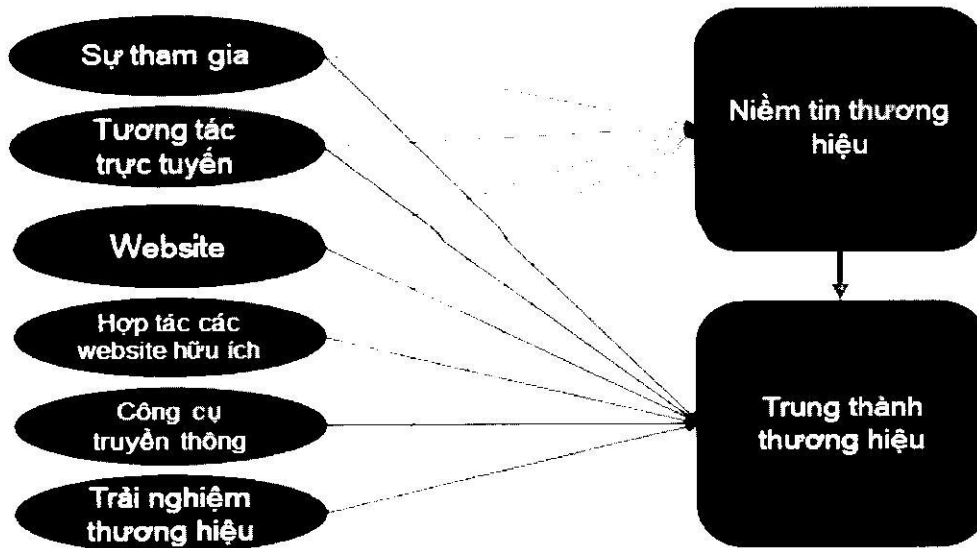 Sự tham gia
Tương tác
trực tuyến
Website
Hợp tác các
website hữu ích
Công cụ
truyền thông
Trải nghiệm
thương hiệu
Niềm tin thương
hiệu
Trung thành
thương hiệu